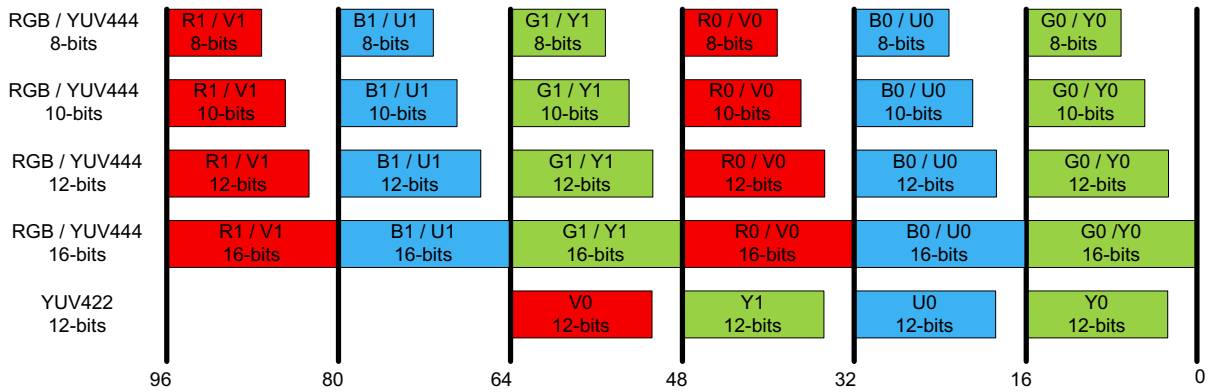 RGB / YUV444
8-bits
R1 / V1
8-bits
B1 / U1
8-bits
G1 / Y1
8-bits
R0 / V0
8-bits
B0 / U0
8-bits
G0 / Y0
8-bits
RGB / YUV444
10-bits
R1 / V1
10-bits
B1 / U1
10-bits
G1 / Y1
10-bits
R0 / V0
10-bits
B0 / U0
10-bits
G0 / Y0
10-bits
RGB / YUV444
12-bits
R1 / V1
12-bits
B1 / U1
12-bits
G1 / Y1
12-bits
R0 / V0
12-bits
B0 / U0
12-bits
G0 / Y0
12-bits
RGB / YUV444
16-bits
R1 / V1
16-bits
B1 / U1
16-bits
G1 / Y1
16-bits
R0 / V0
16-bits
B0 / U0
16-bits
G0 /Y0
16-bits
YUV422
12-bits
V0
12-bits
Y1
12-bits
U0
12-bits
Y0
12-bits
96 80 64 48 32 16 0